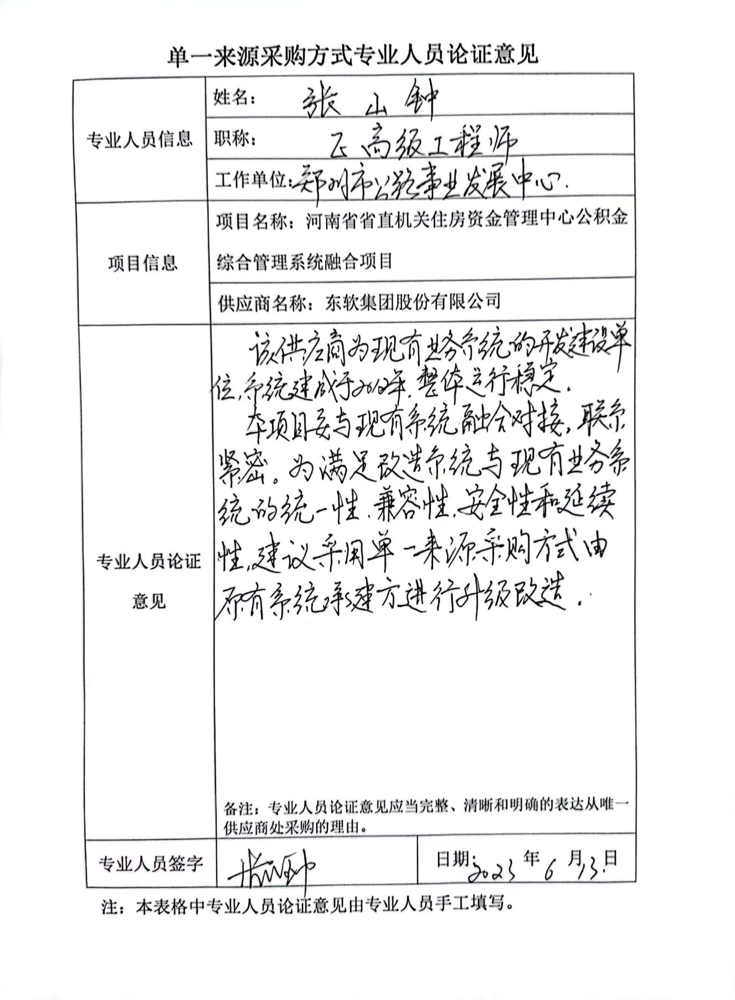 单一来源采购方式专业人员论证意见
专业人员信息
姓名: 张山钟
职称: 正高级工程师
工作单位:郑州市公路事业发展中心.
项目信息
项目名称：河南省省直机关住房资金管理中心公积金
综合管理系统融合项目
供应商名称：东软集团股份有限公司
专业人员论证
意见
该供应商为现有业务系统的开发建设单
位,系统建成于2012年,整体运行稳定.
本项目要与现有系统融合对接,联系
紧密。为满足改造系统与现有业务系
统的统一性、兼容性,安全性和延续
性,建议采用单一来源采购方式由
原有系统承建方进行升级改造.
备注：专业人员论证意见应当完整、清晰和明确的表达从唯一
供应商处采购的理由。
专业人员签字
张山钟
日期:2023年6月13日
注：本表格中专业人员论证意见由专业人员手工填写。